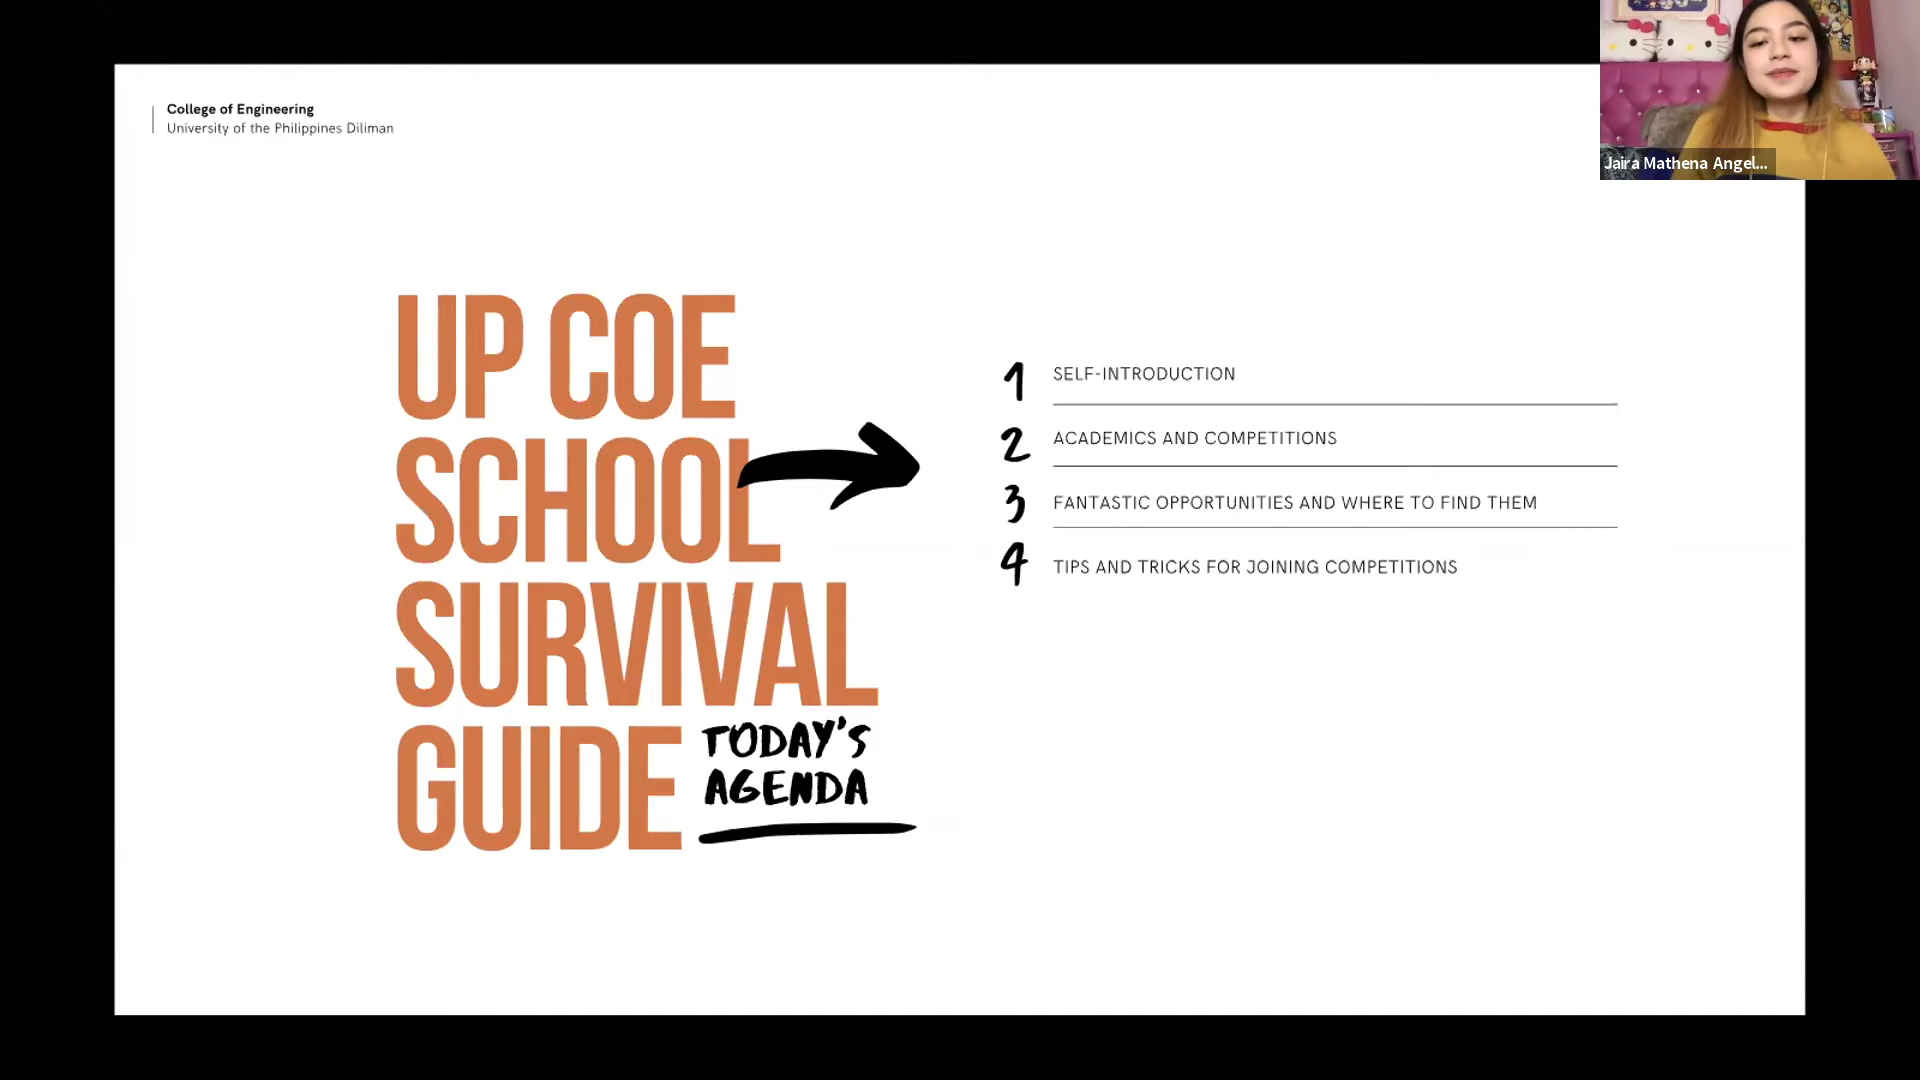 College of Engineering
University of the Philippines Diliman
Jaira Mathena Angel...
UP COE
SCHOOL
SURVIVAL
GUIDE
TODAY'S
AGENDA
1 SELF-INTRODUCTION
2 ACADEMICS AND COMPETITIONS
3 FANTASTIC OPPORTUNITIES AND WHERE TO FIND THEM
4 TIPS AND TRICKS FOR JOINING COMPETITIONS